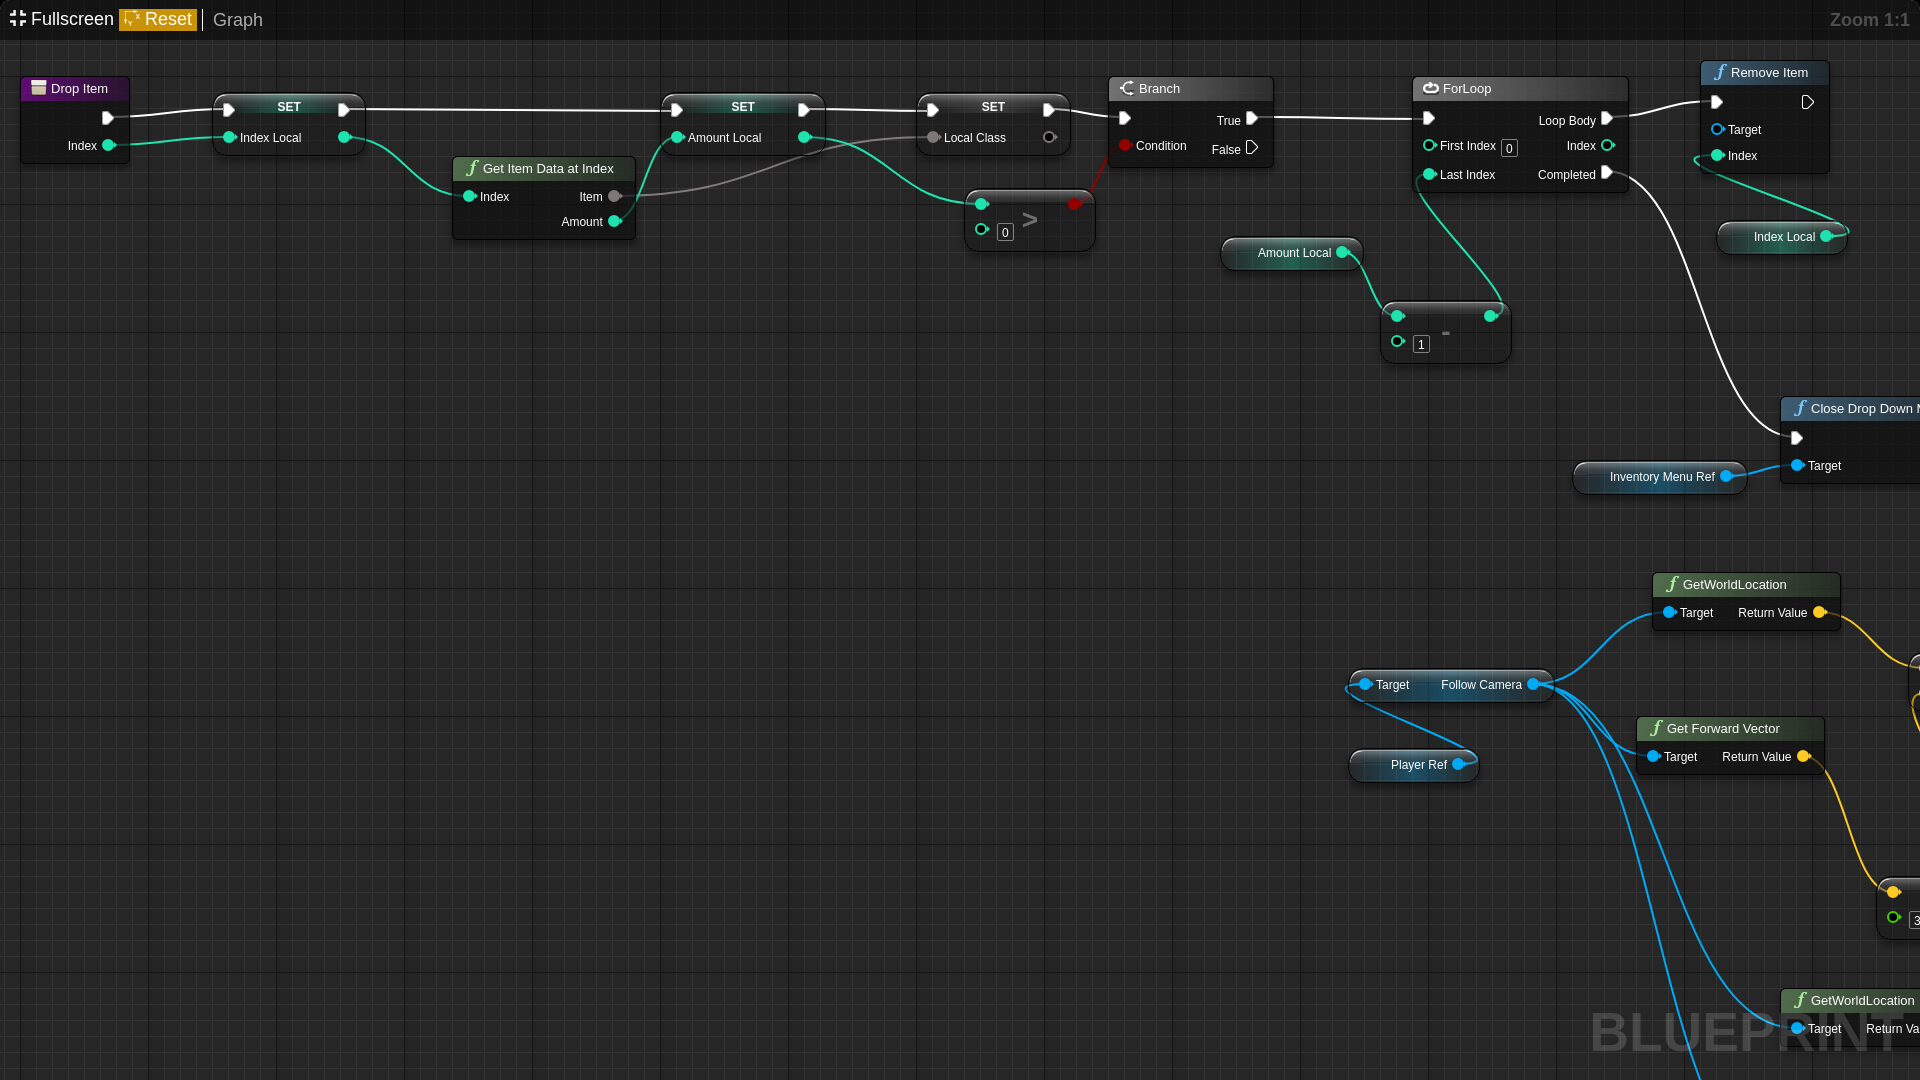 Fullscreen Reset Graph Zoom 1:1
Drop Item
Index
SET
Index Local
Get Item Data at Index
Index Item
Amount
SET
Amount Local
SET
Local Class
0 >
Branch
True
Condition
False
ForLoop
Loop Body
First Index 0 Index
Last Index Completed
Remove Item
Target
Index
Index Local
Amount Local
1 -
Close Drop Down
Target
Inventory Menu Ref
GetWorldLocation
Target Return Value
Target Follow Camera
Player Ref
Get Forward Vector
Target Return Value
3
GetWorldLocation
Target Return Va
BLUEPRINT